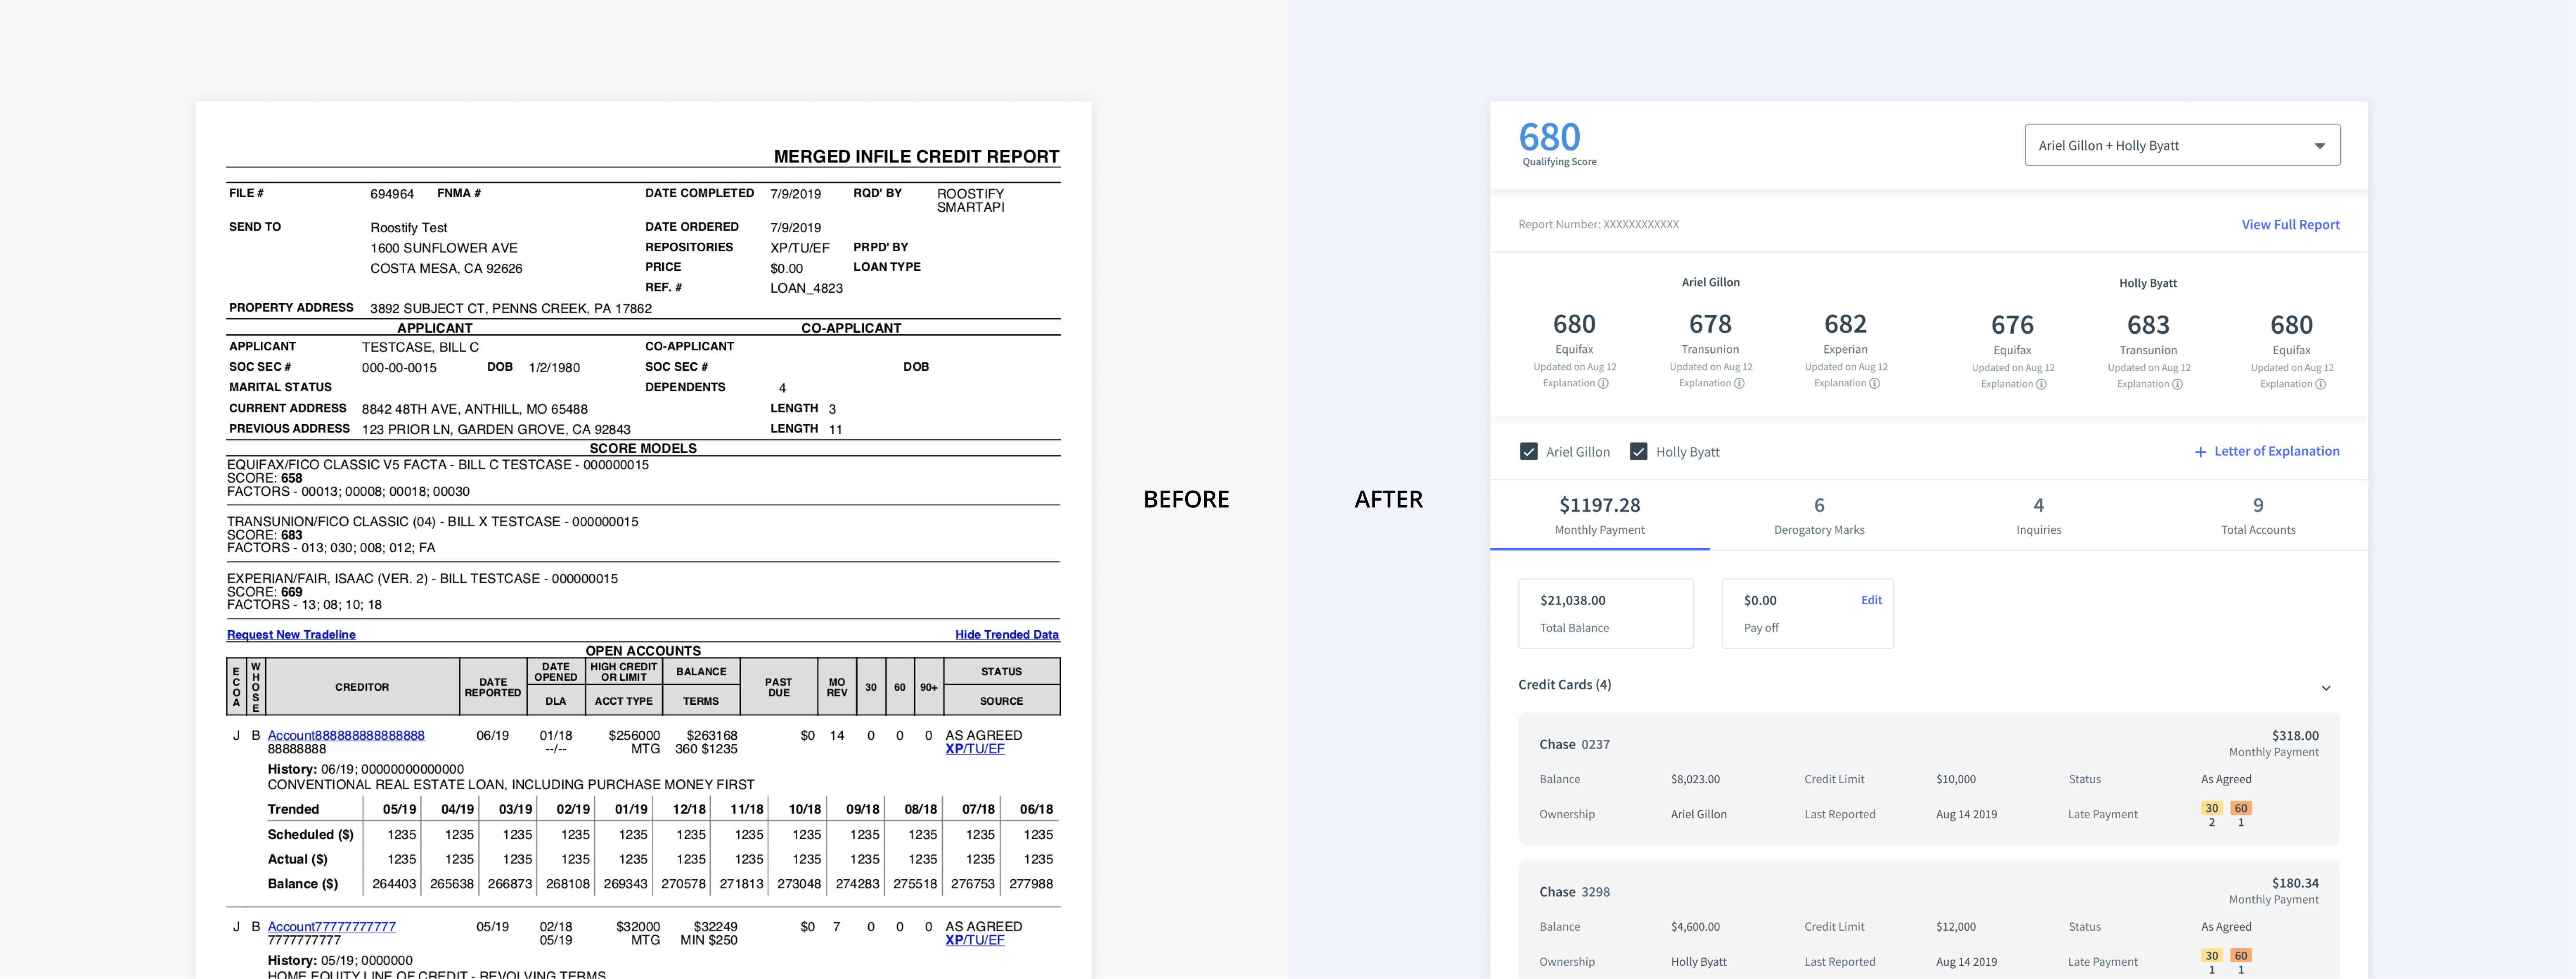 MERGED INFILE CREDIT REPORT
FILE # 694964 FNMA # DATE COMPLETED 7/9/2019 RQD' BY ROOSTIFY
SMARTAPI
SEND TO Roostify Test DATE ORDERED 7/9/2019
1600 SUNFLOWER AVE REPOSITORIES XP/TU/EF PRPD' BY
COSTA MESA, CA 92626 PRICE $0.00 LOAN TYPE
REF. # LOAN_4823
PROPERTY ADDRESS 3892 SUBJECT CT, PENNS CREEK, PA 17862
APPLICANT CO-APPLICANT
APPLICANT TESTCASE, BILL C CO-APPLICANT
SOC SEC # 000-00-0015 DOB 1/2/1980 SOC SEC # DOB
MARITAL STATUS DEPENDENTS 4
CURRENT ADDRESS 8842 48TH AVE, ANTHILL, MO 65488 LENGTH 3
PREVIOUS ADDRESS 123 PRIOR LN, GARDEN GROVE, CA 92843 LENGTH 11
SCORE MODELS
EQUIFAX/FICO CLASSIC V5 FACTA - BILL C TESTCASE - 000000015
SCORE: 658
FACTORS - 00013; 00008; 00018; 00030
TRANSUNION/FICO CLASSIC (04) - BILL X TESTCASE - 000000015
SCORE: 683
FACTORS - 013; 030; 008; 012; FA
EXPERIAN/FAIR, ISAAC (VER. 2) - BILL TESTCASE - 000000015
SCORE: 669
FACTORS - 13; 08; 10; 18
Request New Tradeline Hide Trended Data
OPEN ACCOUNTS
ECOA WHOSE CREDITOR DATE REPORTED DATE OPENED HIGH CREDIT OR LIMIT BALANCE PAST DUE MO REV 30 60 90+ STATUS
DLA ACCT TYPE TERMS SOURCE
J B Account888888888888888 06/19 01/18 $256000 $263168 $0 14 0 0 0 AS AGREED
88888888 --/-- MTG 360 $1235 XP/TU/EF
History: 06/19; 00000000000000
CONVENTIONAL REAL ESTATE LOAN, INCLUDING PURCHASE MONEY FIRST
Trended 05/19 04/19 03/19 02/19 01/19 12/18 11/18 10/18 09/18 08/18 07/18 06/18
Scheduled ($) 1235 1235 1235 1235 1235 1235 1235 1235 1235 1235 1235 1235
Actual ($) 1235 1235 1235 1235 1235 1235 1235 1235 1235 1235 1235 1235
Balance ($) 264403 265638 266873 268108 269343 270578 271813 273048 274283 275518 276753 277988
J B Account77777777777 05/19 02/18 $32000 $32249 $0 7 0 0 0 AS AGREED
7777777777 05/19 MTG MIN $250 XP/TU/EF
History: 05/19; 0000000
HOME EQUITY LINE OF CREDIT - REVOLVING TERMS
BEFORE
AFTER
680
Qualifying Score
Ariel Gillon + Holly Byatt
Report Number: XXXXXXXXXXXX View Full Report
Ariel Gillon Holly Byatt
680 678 682 676 683 680
Equifax Transunion Experian Equifax Transunion Equifax
Updated on Aug 12 Updated on Aug 12 Updated on Aug 12 Updated on Aug 12 Updated on Aug 12 Updated on Aug 12
Explanation Explanation Explanation Explanation Explanation Explanation
Ariel Gillon Holly Byatt + Letter of Explanation
$1197.28 6 4 9
Monthly Payment Derogatory Marks Inquiries Total Accounts
$21,038.00 $0.00 Edit
Total Balance Pay off
Credit Cards (4)
Chase 0237 $318.00
Monthly Payment
Balance $8,023.00 Credit Limit $10,000 Status As Agreed
Ownership Ariel Gillon Last Reported Aug 14 2019 Late Payment 30 60
2 1
Chase 3298 $180.34
Monthly Payment
Balance $4,600.00 Credit Limit $12,000 Status As Agreed
Ownership Holly Byatt Last Reported Aug 14 2019 Late Payment 30 60
1 1